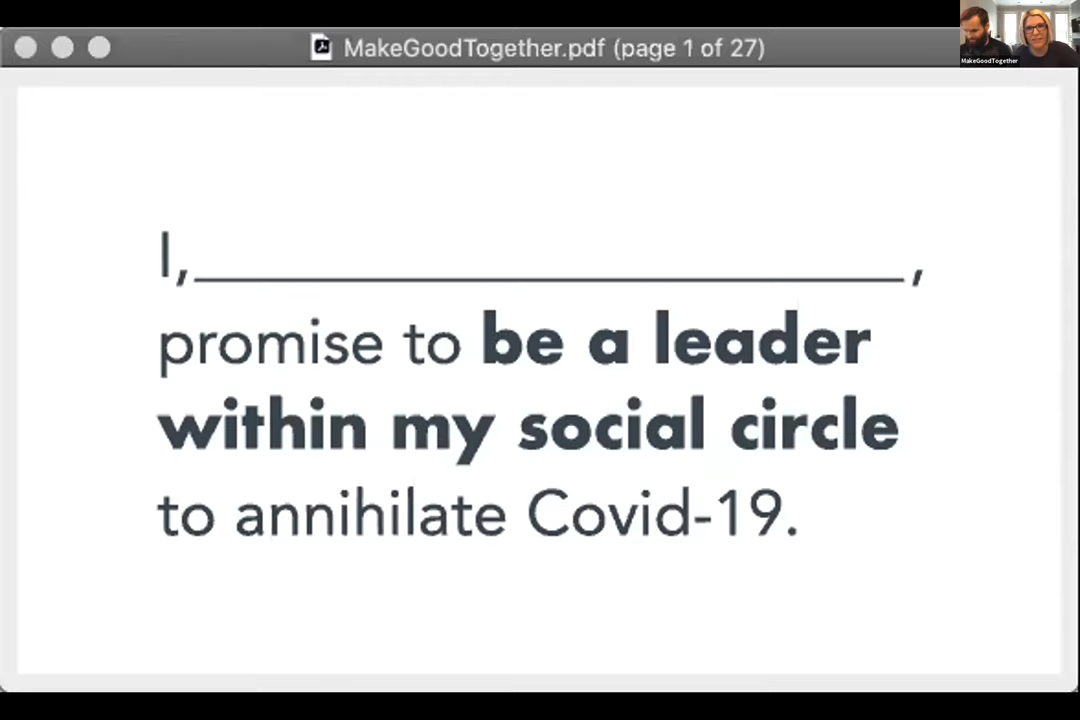 MakeGoodTogether.pdf (page 1 of 27)
MakeGoodTogether
I,____________________,
promise to be a leader
within my social circle
to annihilate Covid-19.